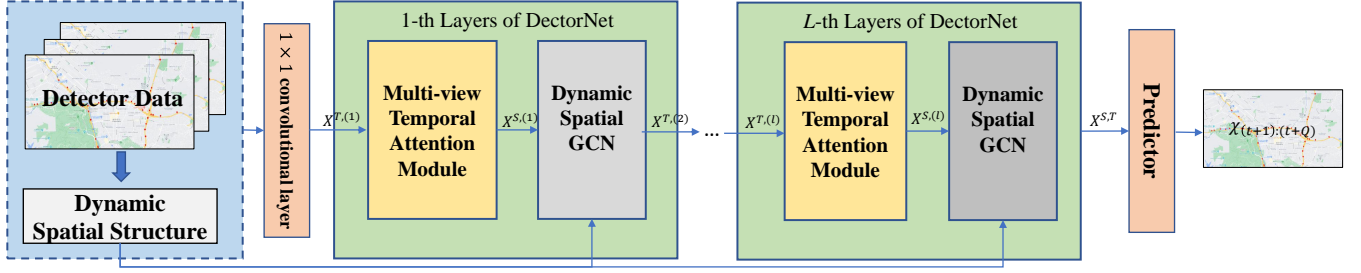 Detector Data
Dynamic
Spatial Structure
1 × 1 convolutional layer
X^{T,(1)}
1-th Layers of DectorNet
Multi-view
Temporal
Attention
Module
X^{S,(1)}
Dynamic
Spatial
GCN
X^{T,(2)}
...
X^{T,(l)}
L-th Layers of DectorNet
Multi-view
Temporal
Attention
Module
X^{S,(l)}
Dynamic
Spatial
GCN
X^{S,T}
Predictor
χ_{(t+1):(t+Q)}